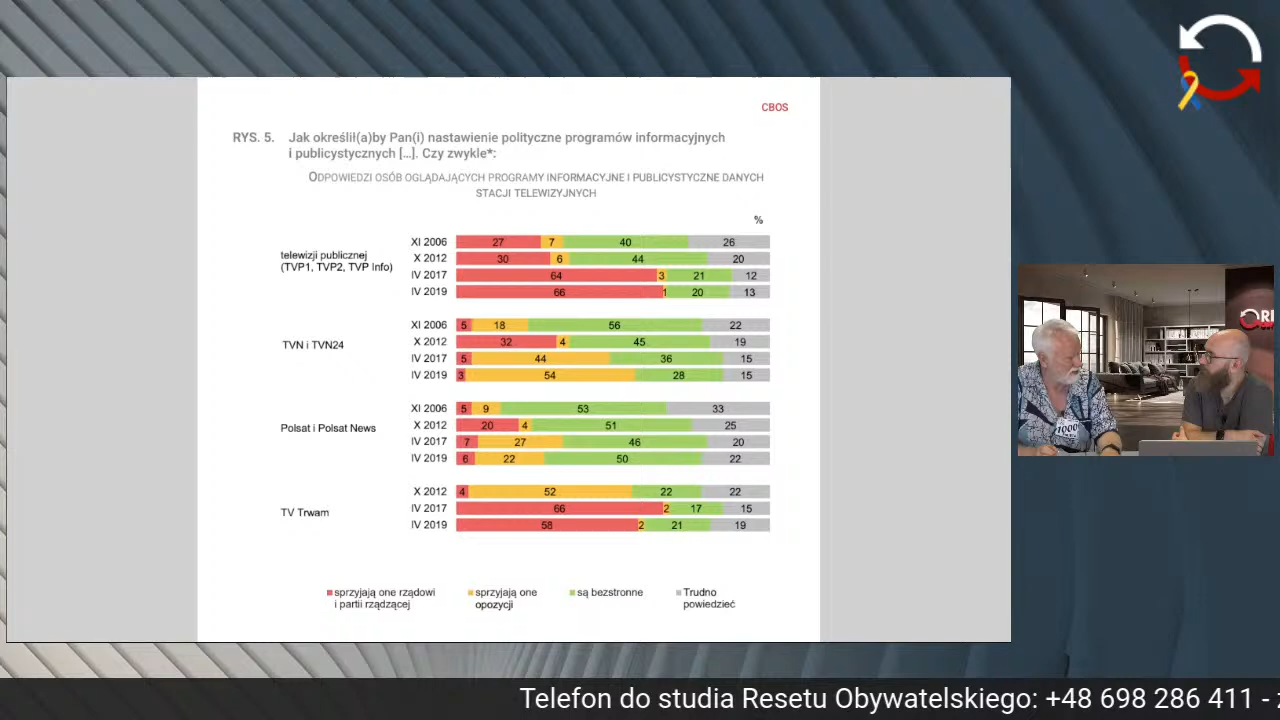 CBOS
RYS. 5. Jak określił(a)by Pan(i) nastawienie polityczne programów informacyjnych
i publicystycznych [...]. Czy zwykle*:
ODPOWIEDZI OSÓB OGLĄDAJĄCYCH PROGRAMY INFORMACYJNE I PUBLICYSTYCZNE DANYCH
STACJI TELEWIZYJNYCH
%
telewizji publicznej
(TVP1, TVP2, TVP Info)
XI 2006 27 7 40 26
X 2012 30 6 44 20
IV 2017 64 3 21 12
IV 2019 66 1 20 13
TVN i TVN24
XI 2006 5 18 56 22
X 2012 32 4 45 19
IV 2017 5 44 36 15
IV 2019 3 54 28 15
Polsat i Polsat News
XI 2006 5 9 53 33
X 2012 20 4 51 25
IV 2017 7 27 46 20
IV 2019 6 22 50 22
TV Trwam
X 2012 4 52 22 22
IV 2017 66 2 17 15
IV 2019 58 2 21 19
sprzyjają one rządowi
i partii rządzącej
sprzyjają one
opozycji
są bezstronne
Trudno
powiedzieć
1000
Telefon do studia Resetu Obywatelskiego: +48 698 286 411 -